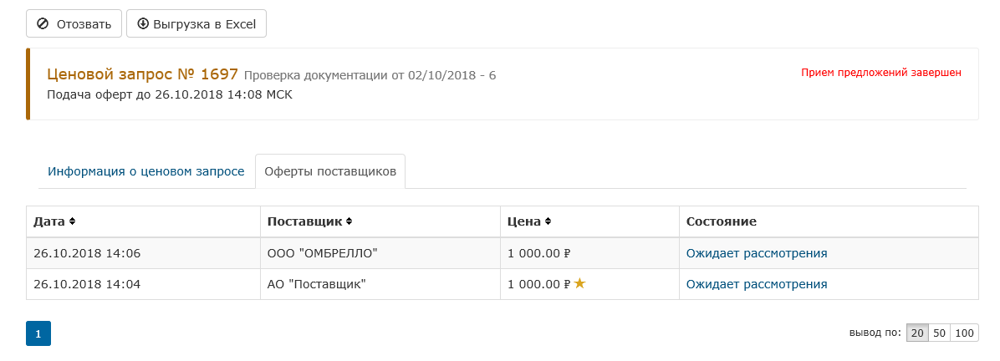 Отозвать Выгрузка в Excel
Ценовой запрос № 1697 Проверка документации от 02/10/2018 - 6 Прием предложений завершен
Подача оферт до 26.10.2018 14:08 МСК
Информация о ценовом запросе Оферты поставщиков
Дата Поставщик Цена Состояние
26.10.2018 14:06 ООО "ОМБРЕЛЛО" 1 000.00 ₽ Ожидает рассмотрения
26.10.2018 14:04 АО "Поставщик" 1 000.00 ₽ Ожидает рассмотрения
1 вывод по: 20 50 100